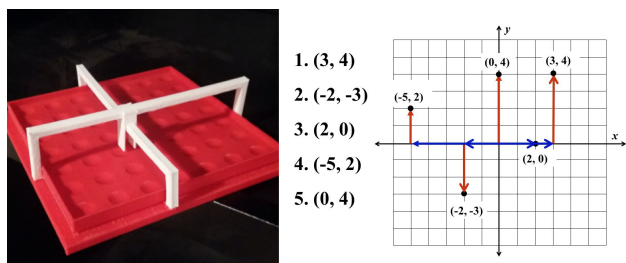 1. (3, 4)
2. (-2, -3)
3. (2, 0)
4. (-5, 2)
5. (0, 4)
y
(0, 4)
(3, 4)
(-5, 2)
x
(2, 0)
(-2, -3)